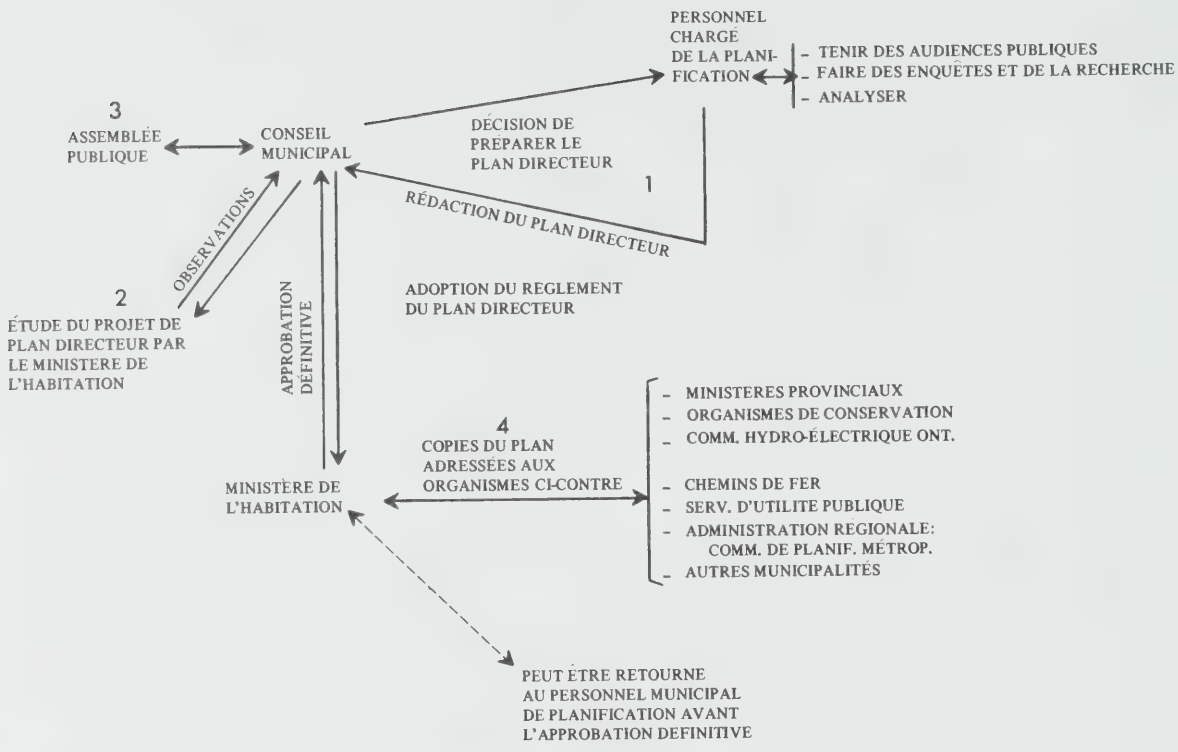 PERSONNEL
CHARGÉ
DE LA PLANI-
FICATION
- TENIR DES AUDIENCES PUBLIQUES
- FAIRE DES ENQUÊTES ET DE LA RECHERCHE
- ANALYSER
3
ASSEMBLÉE
PUBLIQUE
CONSEIL
MUNICIPAL
DÉCISION DE
PRÉPARER LE
PLAN DIRECTEUR
1
RÉDACTION DU PLAN DIRECTEUR
OBSERVATIONS
2
ÉTUDE DU PROJET DE
PLAN DIRECTEUR PAR
LE MINISTERE DE
L'HABITATION
APPROBATION
DÉFINITIVE
ADOPTION DU REGLEMENT
DU PLAN DIRECTEUR
4
COPIES DU PLAN
ADRESSÉES AUX
ORGANISMES CI-CONTRE
- MINISTERES PROVINCIAUX
- ORGANISMES DE CONSERVATION
- COMM. HYDRO-ÉLECTRIQUE ONT.
- CHEMINS DE FER
- SERV. D'UTILITE PUBLIQUE
- ADMINISTRATION RÉGIONALE:
COMM. DE PLANIF. MÉTROP.
- AUTRES MUNICIPALITÉS
MINISTÈRE DE
L'HABITATION
PEUT ÉTRE RETOURNE
AU PERSONNEL MUNICIPAL
DE PLANIFICATION AVANT
L'APPROBATION DEFINITIVE